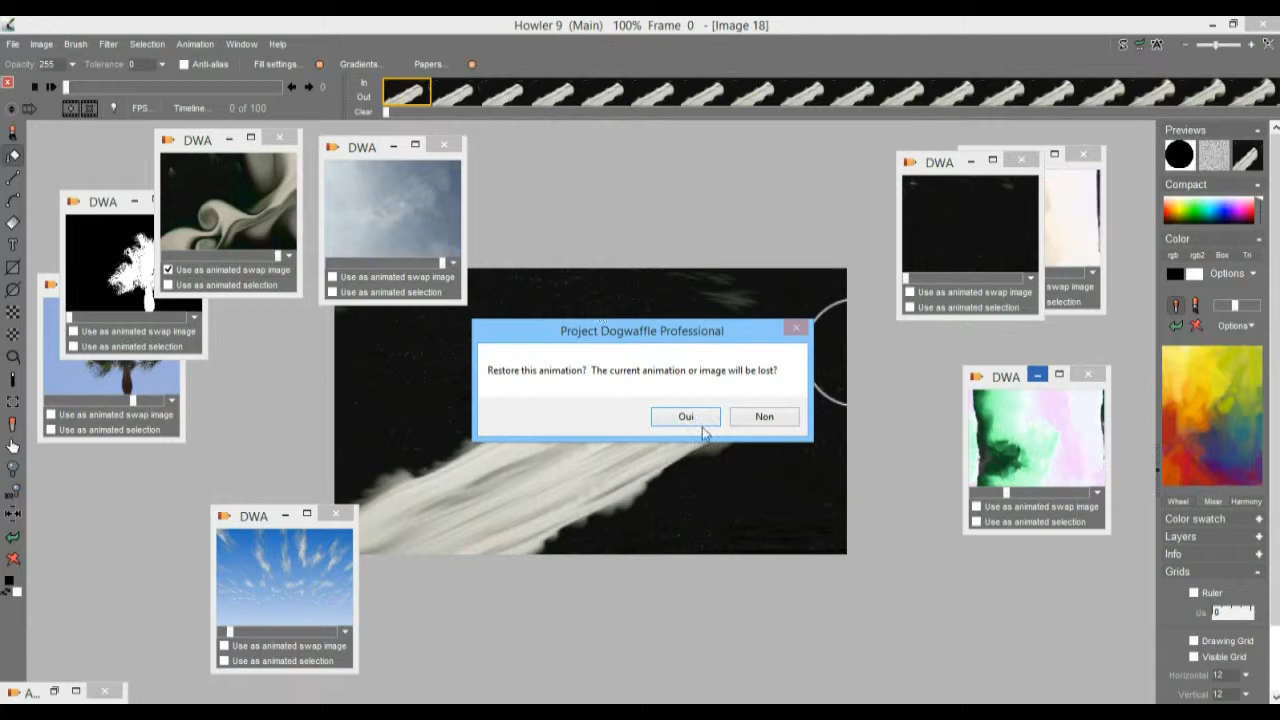 Howler 9 (Main) 100% Frame 0 - [Image 18]
File Image Brush Filter Selection Animation Window Help
Opacity 255 Tolerance 0 Anti-alias Fill settings... Gradients... Papers...
In
Out
Clear
0
FPS... Timeline... 0 of 100
DWA
Use as animated swap image
Use as animated selection
DWA
Use as animated swap image
Use as animated selection
DWA
Use as animated swap image
Use as animated selection
Use as animated swap image
Use as animated selection
DWA
Use as animated swap image
Use as animated selection
DWA
Use as animated swap image
Use as animated selection
swap image
selection
DWA
Use as animated swap image
Use as animated selection
Project Dogwaffle Professional
Restore this animation? The current animation or image will be lost?
Oui Non
A...
Previews
Compact
Color
rgb rgb2 Box Tri
Options
Options
Wheel Mixer Harmony
Color swatch
Layers
Info
Grids
Ruler
Us 0
Drawing Grid
Visible Grid
Horizontal 12
Vertical 12